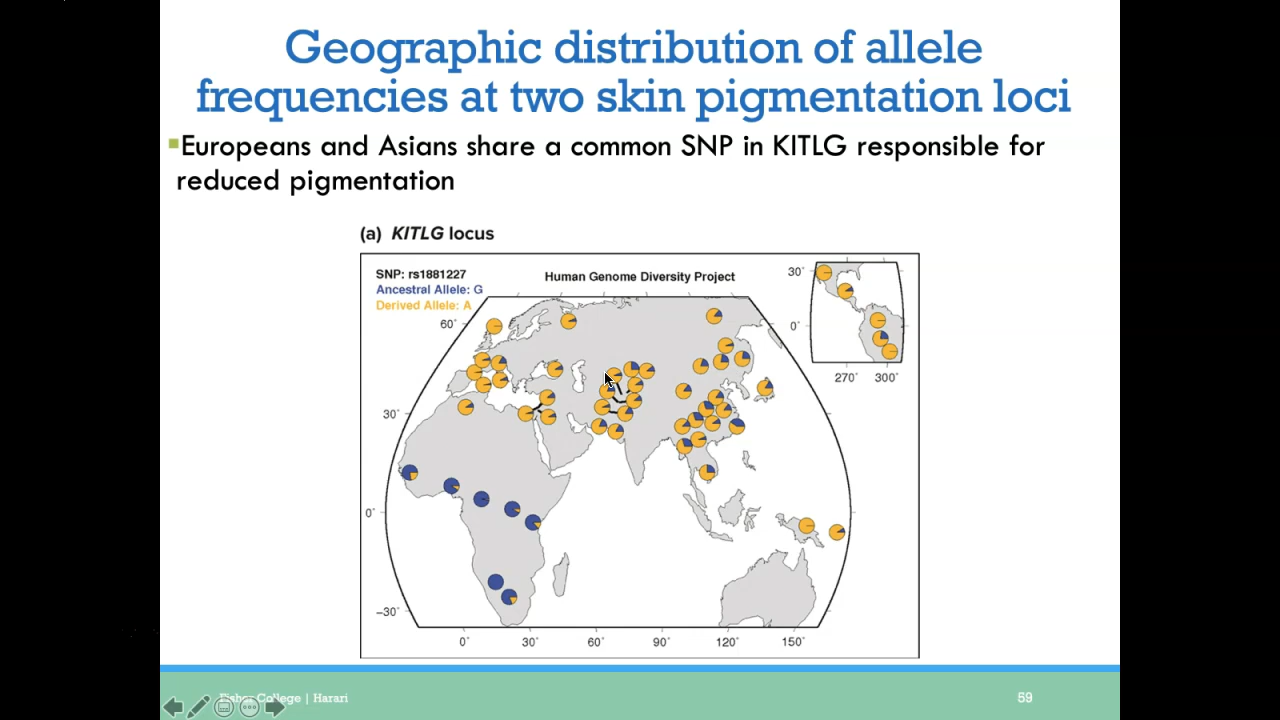 Geographic distribution of allele
frequencies at two skin pigmentation loci
Europeans and Asians share a common SNP in KITLG responsible for
reduced pigmentation
(a) KITLG locus
SNP: rs1881227
Ancestral Allele: G
Derived Allele: A
Human Genome Diversity Project
60°
30°
0°
−30°
0°
30°
60°
90°
120°
150°
30°
0°
270°
300°
Fisher College | Harari
59